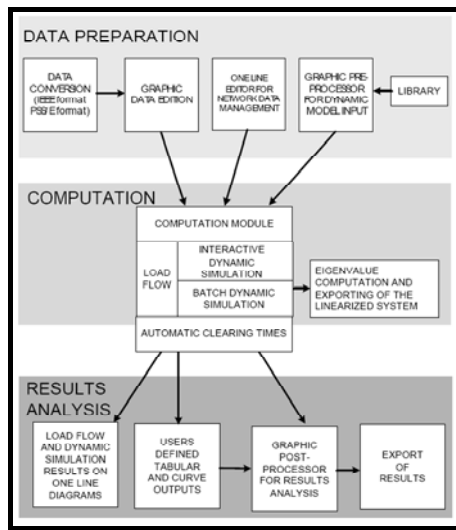 DATA PREPARATION
DATA
CONVERSION
(IEEE format
PSS'E format)
GRAPHIC
DATA EDITION
ONE LINE
EDITOR FOR
NETWORK DATA
MANAGEMENT
GRAPHIC PRE-
PROCESSOR
FOR DYNAMIC
MODEL INPUT
LIBRARY
COMPUTATION
COMPUTATION MODULE
LOAD
FLOW
INTERACTIVE
DYNAMIC
SIMULATION
BATCH DYNAMIC
SIMULATION
AUTOMATIC CLEARING TIMES
EIGENVALUE
COMPUTATION AND
EXPORTING OF THE
LINEARIZED SYSTEM
RESULTS
ANALYSIS
LOAD FLOW
AND DYNAMIC
SIMULATION
RESULTS ON
ONE LINE
DIAGRAMS
USERS
DEFINED
TABULAR
AND CURVE
OUTPUTS
GRAPHIC
POST-
PROCESSOR
FOR RESULTS
ANALYSIS
EXPORT
OF
RESULTS